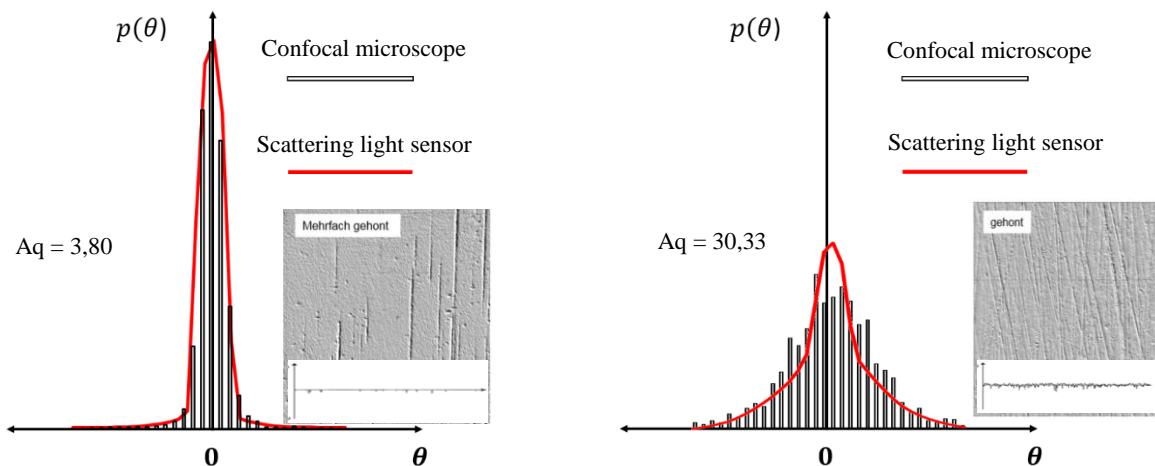 p(θ)
Confocal microscope
Scattering light sensor
Mehrfach gehont
Aq = 3,80
0
θ
p(θ)
Confocal microscope
Scattering light sensor
gehont
Aq = 30,33
0
θ